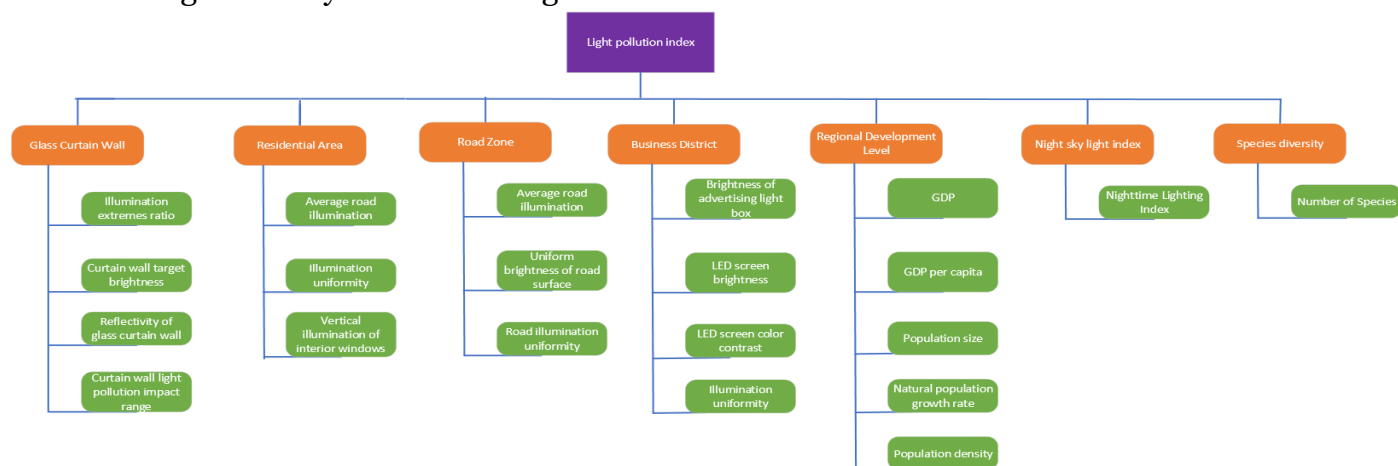 Light pollution index
Glass Curtain Wall
Residential Area
Road Zone
Business District
Regional Development
Level
Night sky light index
Species diversity
Illumination
extremes ratio
Curtain wall target
brightness
Reflectivity of
glass curtain wall
Curtain wall light
pollution impact
range
Average road
illumination
Illumination
uniformity
Vertical
illumination of
interior windows
Average road
illumination
Uniform
brightness of road
surface
Road illumination
uniformity
Brightness of
advertising light
box
LED screen
brightness
LED screen color
contrast
Illumination
uniformity
GDP
GDP per capita
Population size
Natural population
growth rate
Population density
Nighttime Lighting
Index
Number of Species